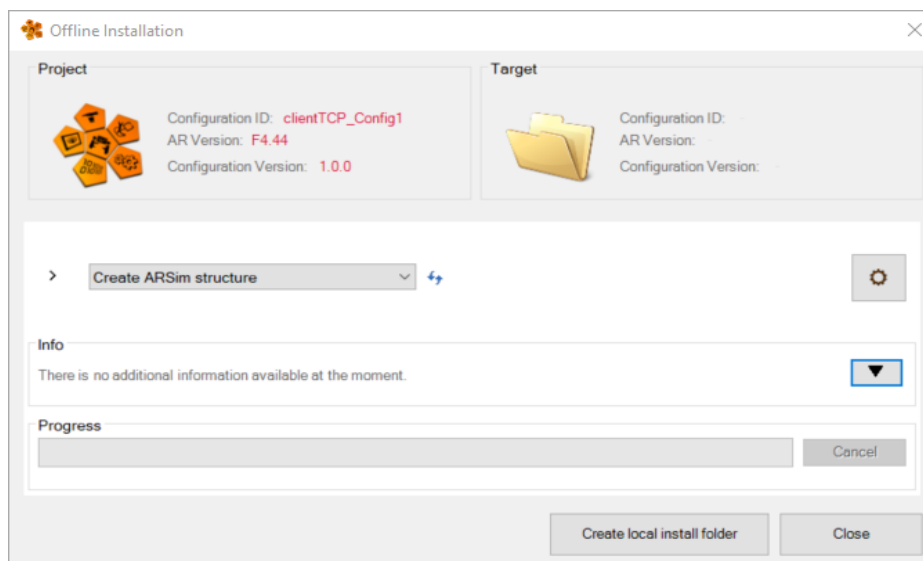 Offline Installation
Project
Configuration ID: clientTCP_Config1
AR Version: F4.44
Configuration Version: 1.0.0
Target
Configuration ID:
AR Version:
Configuration Version:
Create ARSim structure
Info
There is no additional information available at the moment.
Progress
Cancel
Create local install folder
Close